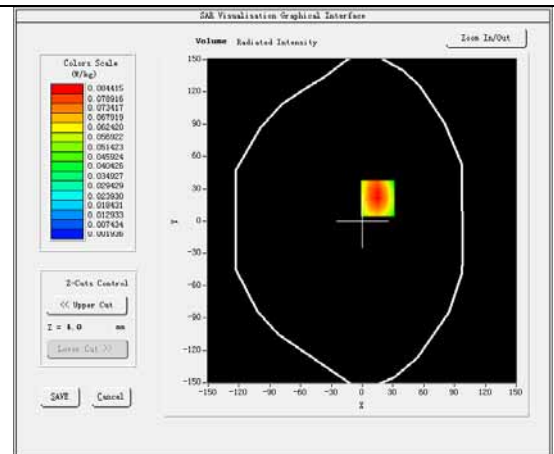 SAR Visualisation Graphical Interface
Volume Radiated Intensity
Zoom In/Out
Colors Scale
(W/kg)
0.084415
0.078916
0.073417
0.067919
0.062420
0.056922
0.051423
0.045924
0.040426
0.034927
0.029429
0.023930
0.018431
0.012933
0.007434
0.001936
Z-Cuts Control
<< Upper Cut
Z = 4.0 mm
Lower Cut >>
SAVE
Cancel
150
120
90
60
30
0
-30
-60
-90
-120
-150
Y
-150 -120 -90 -60 -30 0 30 60 90 120 150
X